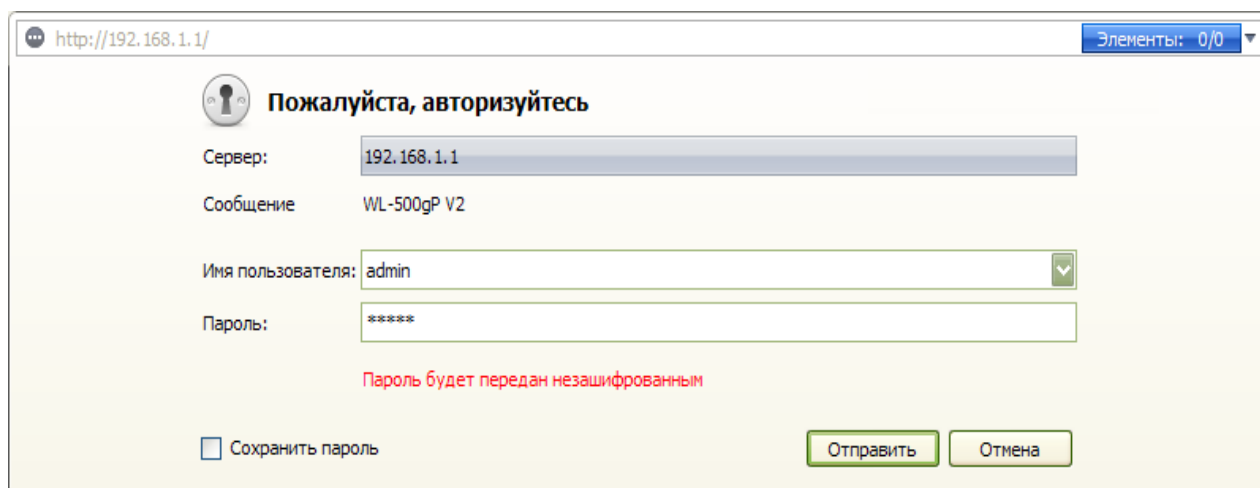 http://192.168.1.1/ Элементы: 0/0
Пожалуйста, авторизуйтесь
Сервер: 192.168.1.1
Сообщение WL-500gP V2
Имя пользователя: admin
Пароль: *****
Пароль будет передан незашифрованным
Сохранить пароль Отправить Отмена